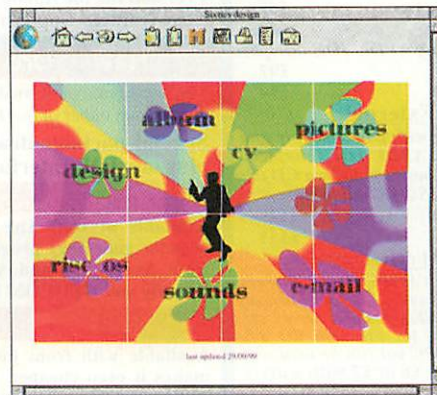 Sixties design
album
pictures
cv
design
risc os
sounds
e-mail
last updated 29/09/99